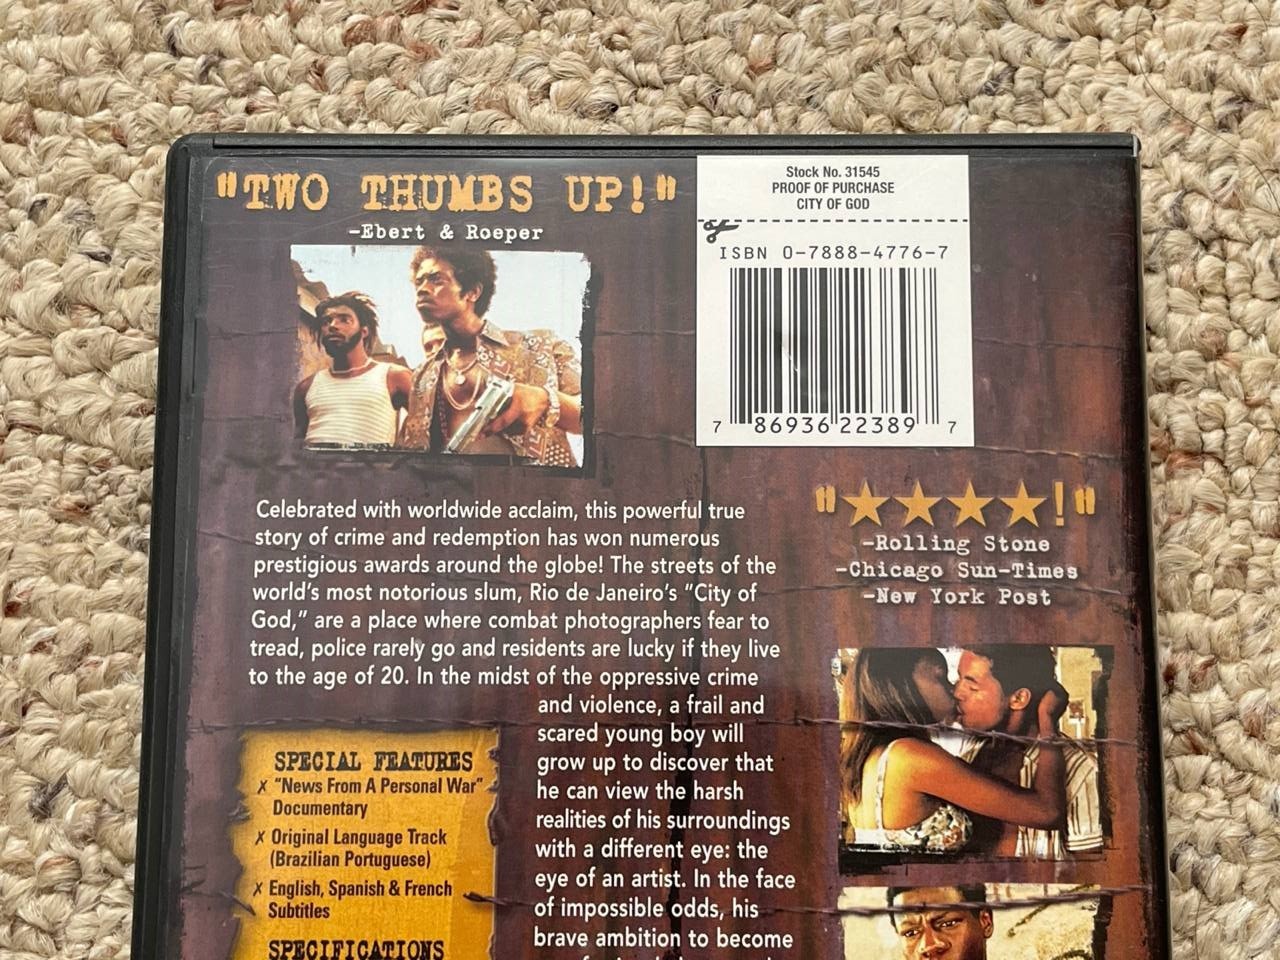 "TWO THUMBS UP!"
-Ebert & Roeper
Stock No. 31545
PROOF OF PURCHASE
CITY OF GOD
ISBN 0-7888-4776-7
7 86936 22389 7
Celebrated with worldwide acclaim, this powerful true
story of crime and redemption has won numerous
prestigious awards around the globe! The streets of the
world's most notorious slum, Rio de Janeiro's "City of
God," are a place where combat photographers fear to
tread, police rarely go and residents are lucky if they live
to the age of 20. In the midst of the oppressive crime
and violence, a frail and
scared young boy will
grow up to discover that
he can view the harsh
realities of his surroundings
with a different eye: the
eye of an artist. In the face
of impossible odds, his
brave ambition to become
"★★★★!"
-Rolling Stone
-Chicago Sun-Times
-New York Post
SPECIAL FEATURES
✗ "News From A Personal War"
Documentary
✗ Original Language Track
(Brazilian Portuguese)
✗ English, Spanish & French
Subtitles
SPECIFICATIONS